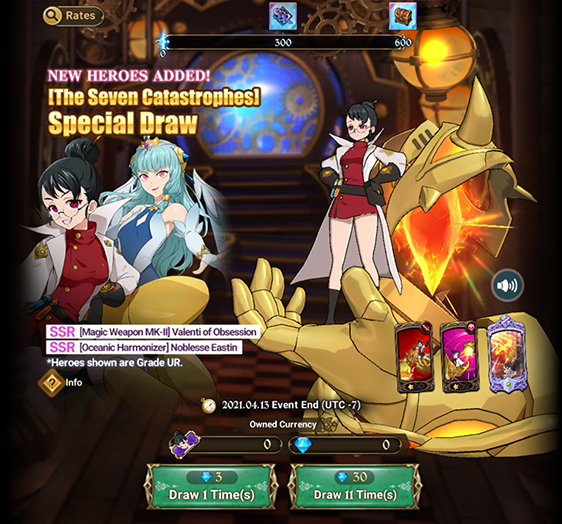 Rates
0
300
600
NEW HEROES ADDED!
[The Seven Catastrophes]
Special Draw
SSR [Magic Weapon MK-II] Valenti of Obsession
SSR [Oceanic Harmonizer] Noblesse Eastin
*Heroes shown are Grade UR.
Info
2021.04.13 Event End (UTC -7)
Owned Currency
0
0
3
Draw 1 Time(s)
30
Draw 11 Time(s)